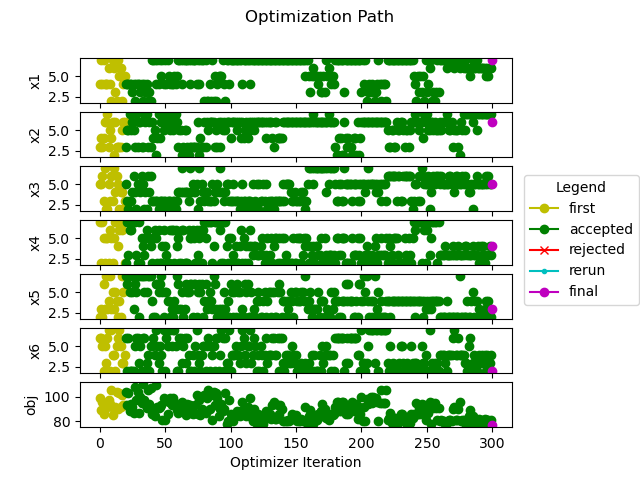 Optimization Path
x1
5.0
2.5
x2
5.0
2.5
x3
5.0
2.5
x4
5.0
2.5
x5
5.0
2.5
x6
5.0
2.5
obj
100
80
0 50 100 150 200 250 300
Optimizer Iteration
Legend
first
accepted
rejected
rerun
final